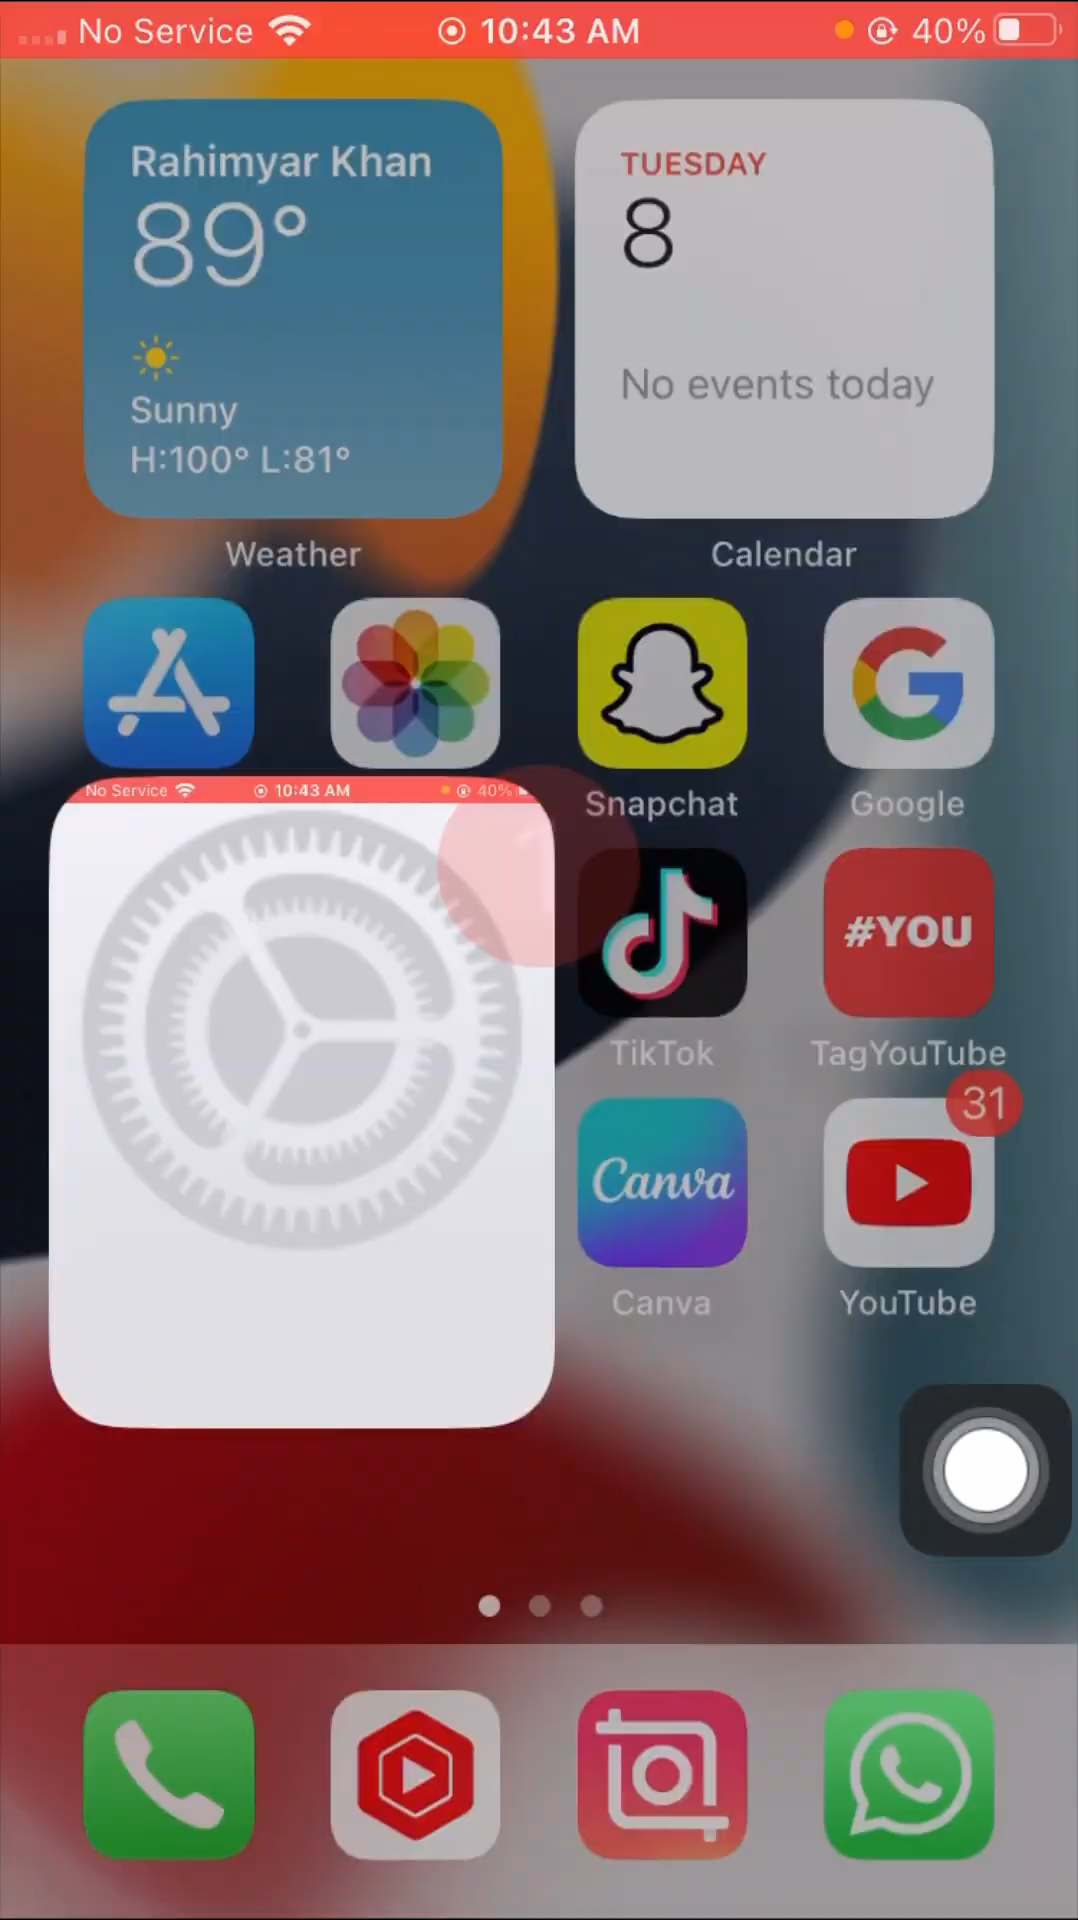 No Service 10:43 AM 40%
Rahimyar Khan
89°
Sunny
H:100° L:81°
Weather
TUESDAY
8
No events today
Calendar
Snapchat
Google
No Service 10:43 AM 40%
#YOU
TikTok
TagYouTube
31
Canva
Canva
YouTube